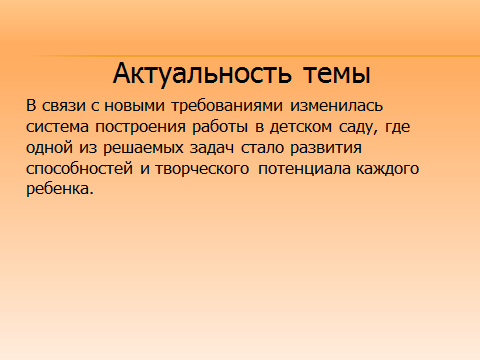 Актуальность темы
В связи с новыми требованиями изменилась
система построения работы в детском саду, где
одной из решаемых задач стало развития
способностей и творческого потенциала каждого
ребенка.